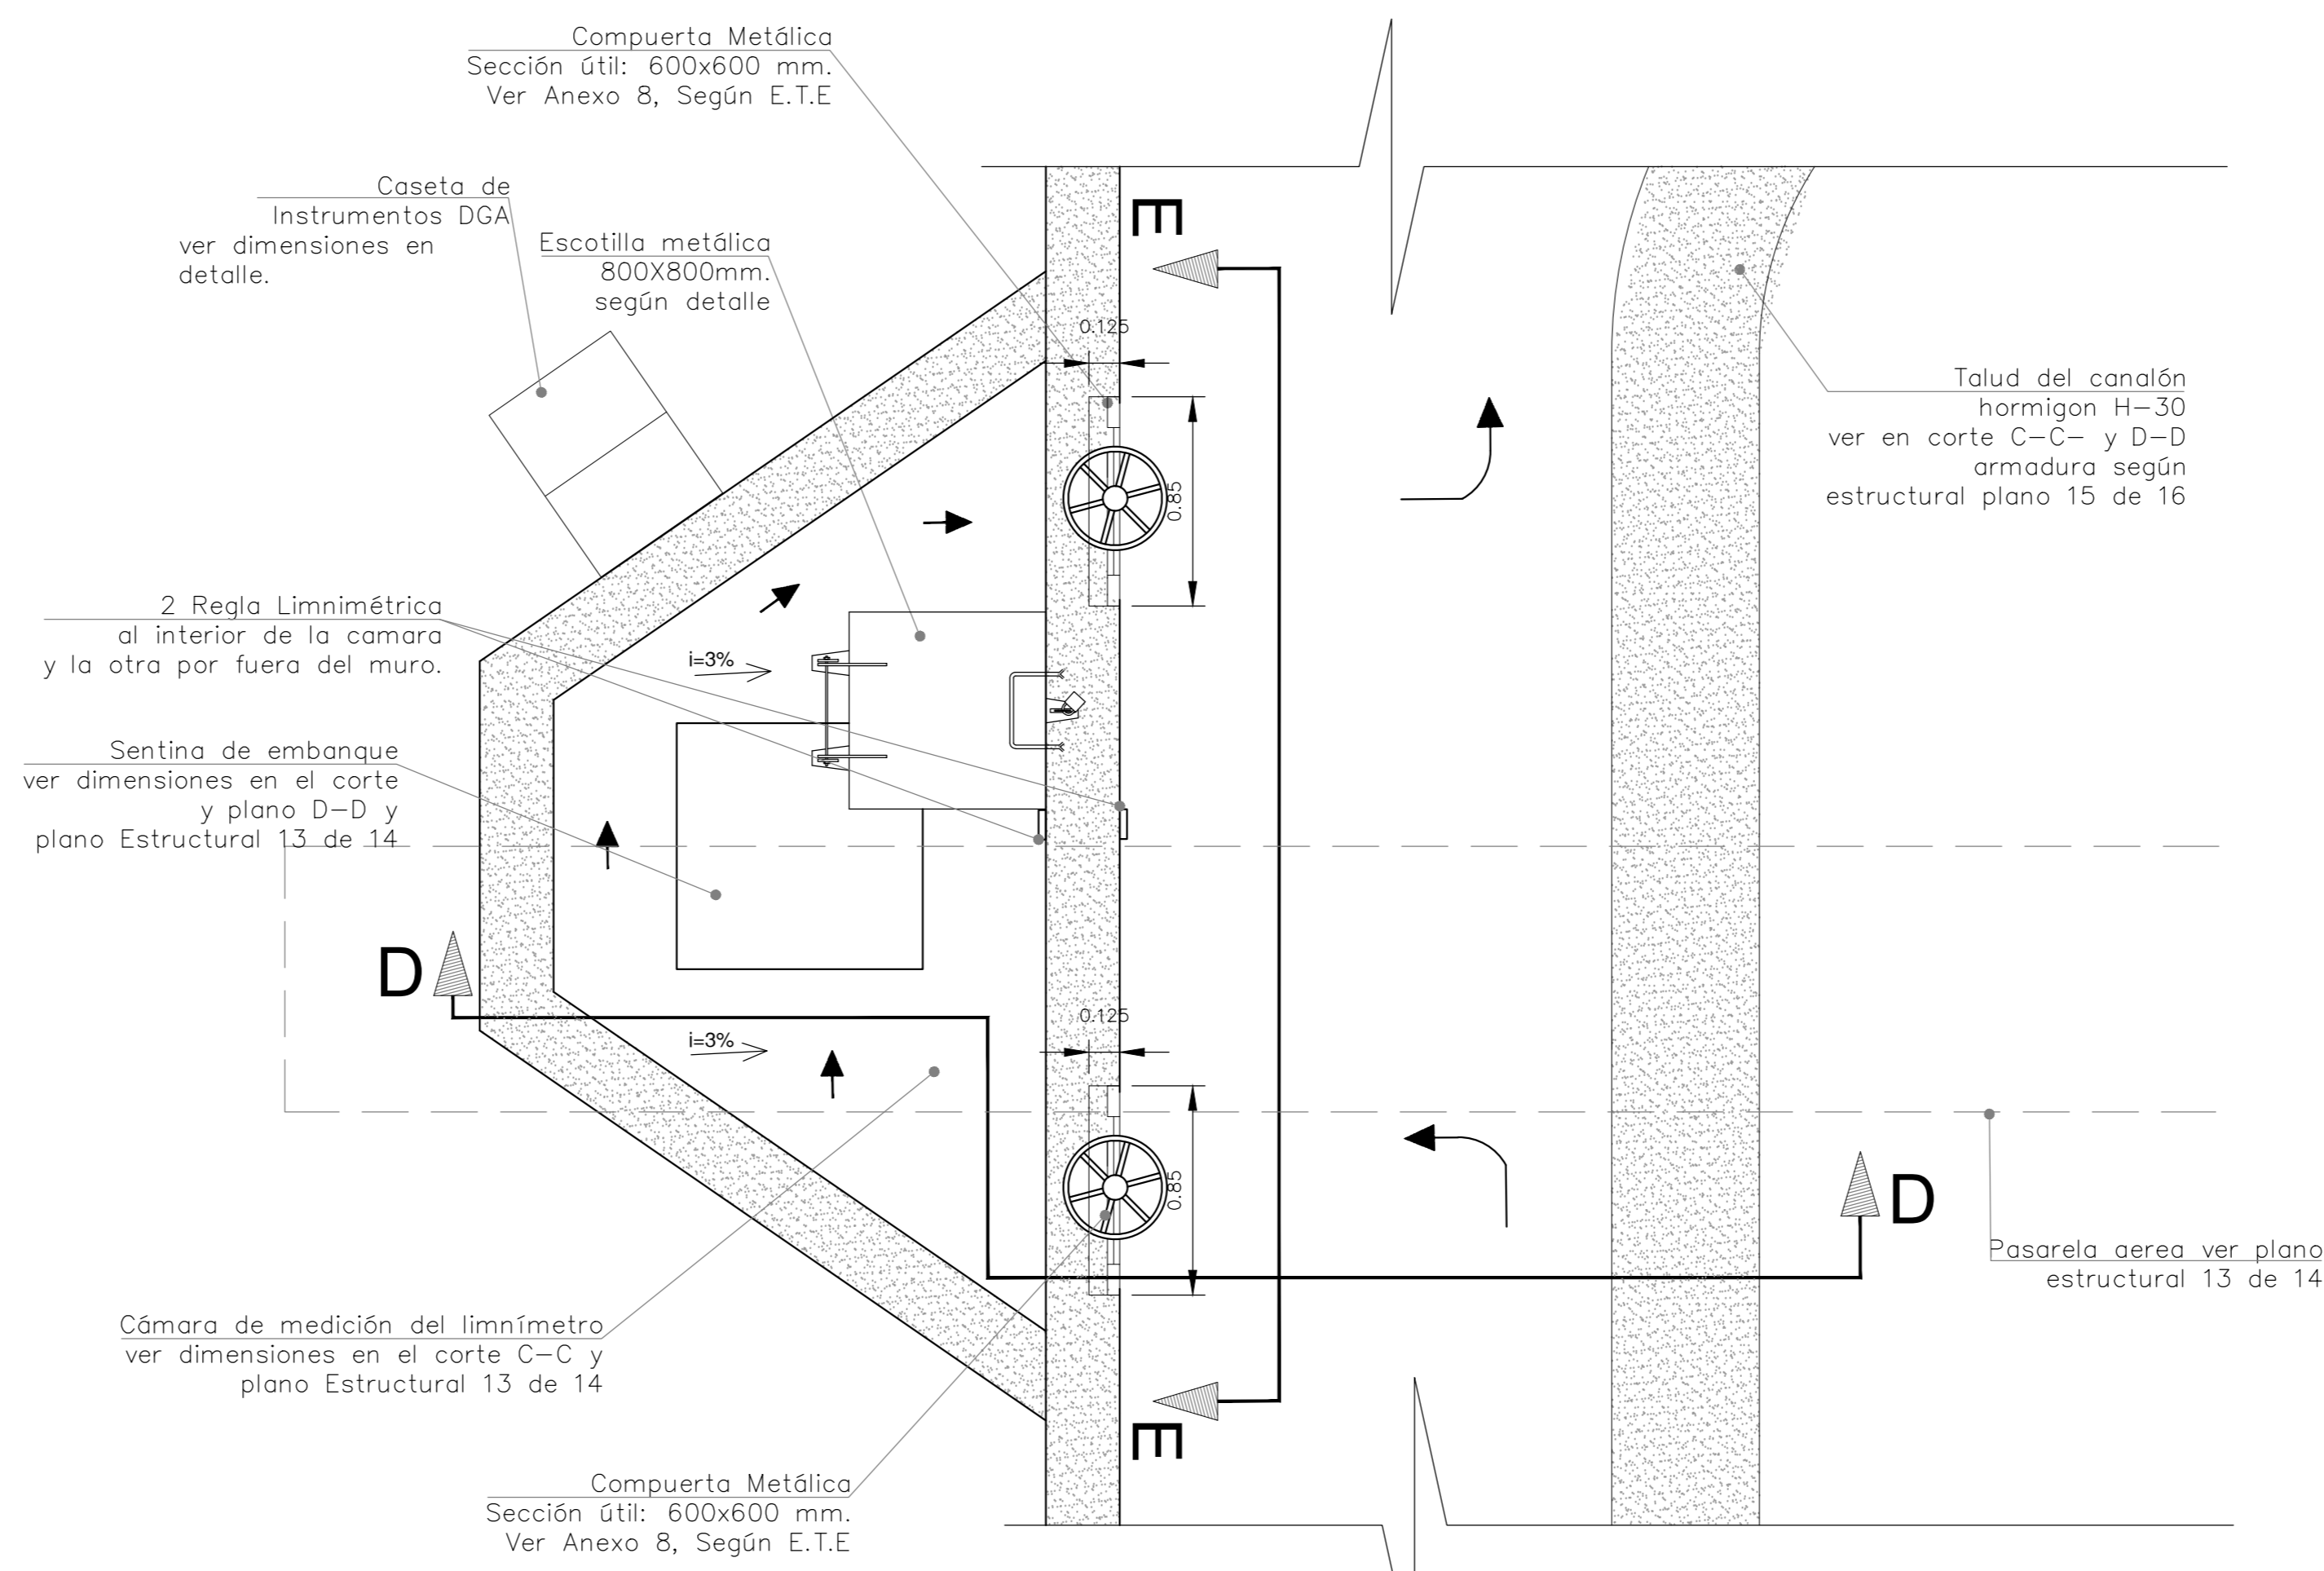 Compuerta Metálica
Sección útil: 600x600 mm.
Ver Anexo 8, Según E.T.E
Caseta de
Instrumentos DGA
ver dimensiones en
detalle.
Escotilla metálica
800X800mm.
según detalle
E
0.125
0.85
Talud del canalón
hormigon H-30
ver en corte C-C- y D-D
armadura según
estructural plano 15 de 16
2 Regla Limnimétrica
al interior de la camara
y la otra por fuera del muro.
i=3%
Sentina de embanque
ver dimensiones en el corte
y plano D-D y
plano Estructural 13 de 14
D
i=3%
0.125
0.85
D
Pasarela aerea ver plano
estructural 13 de 14
Cámara de medición del limnímetro
ver dimensiones en el corte C-C y
plano Estructural 13 de 14
E
Compuerta Metálica
Sección útil: 600x600 mm.
Ver Anexo 8, Según E.T.E